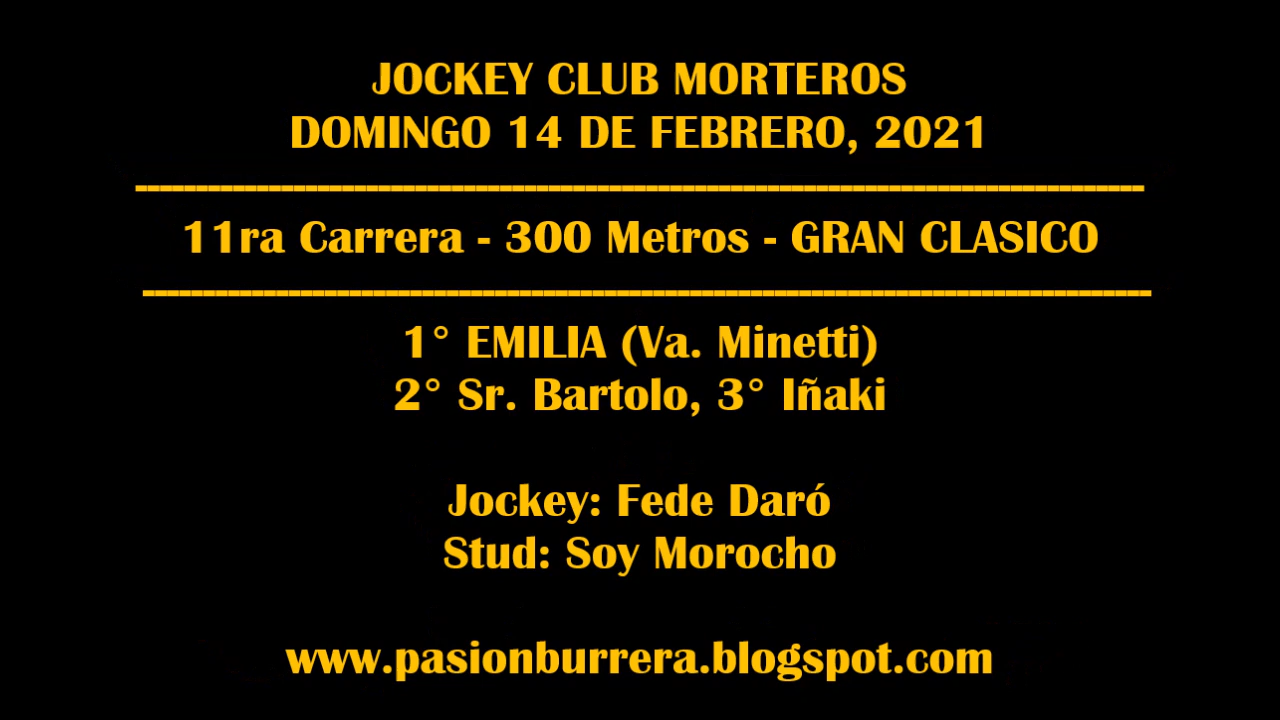 JOCKEY CLUB MORTEROS
DOMINGO 14 DE FEBRERO, 2021
--------------------------------------------------------------------------------
11ra Carrera - 300 Metros - GRAN CLASICO
--------------------------------------------------------------------------------
1° EMILIA (Va. Minetti)
2° Sr. Bartolo, 3° Iñaki
Jockey: Fede Daró
Stud: Soy Morocho
www.pasionburrera.blogspot.com